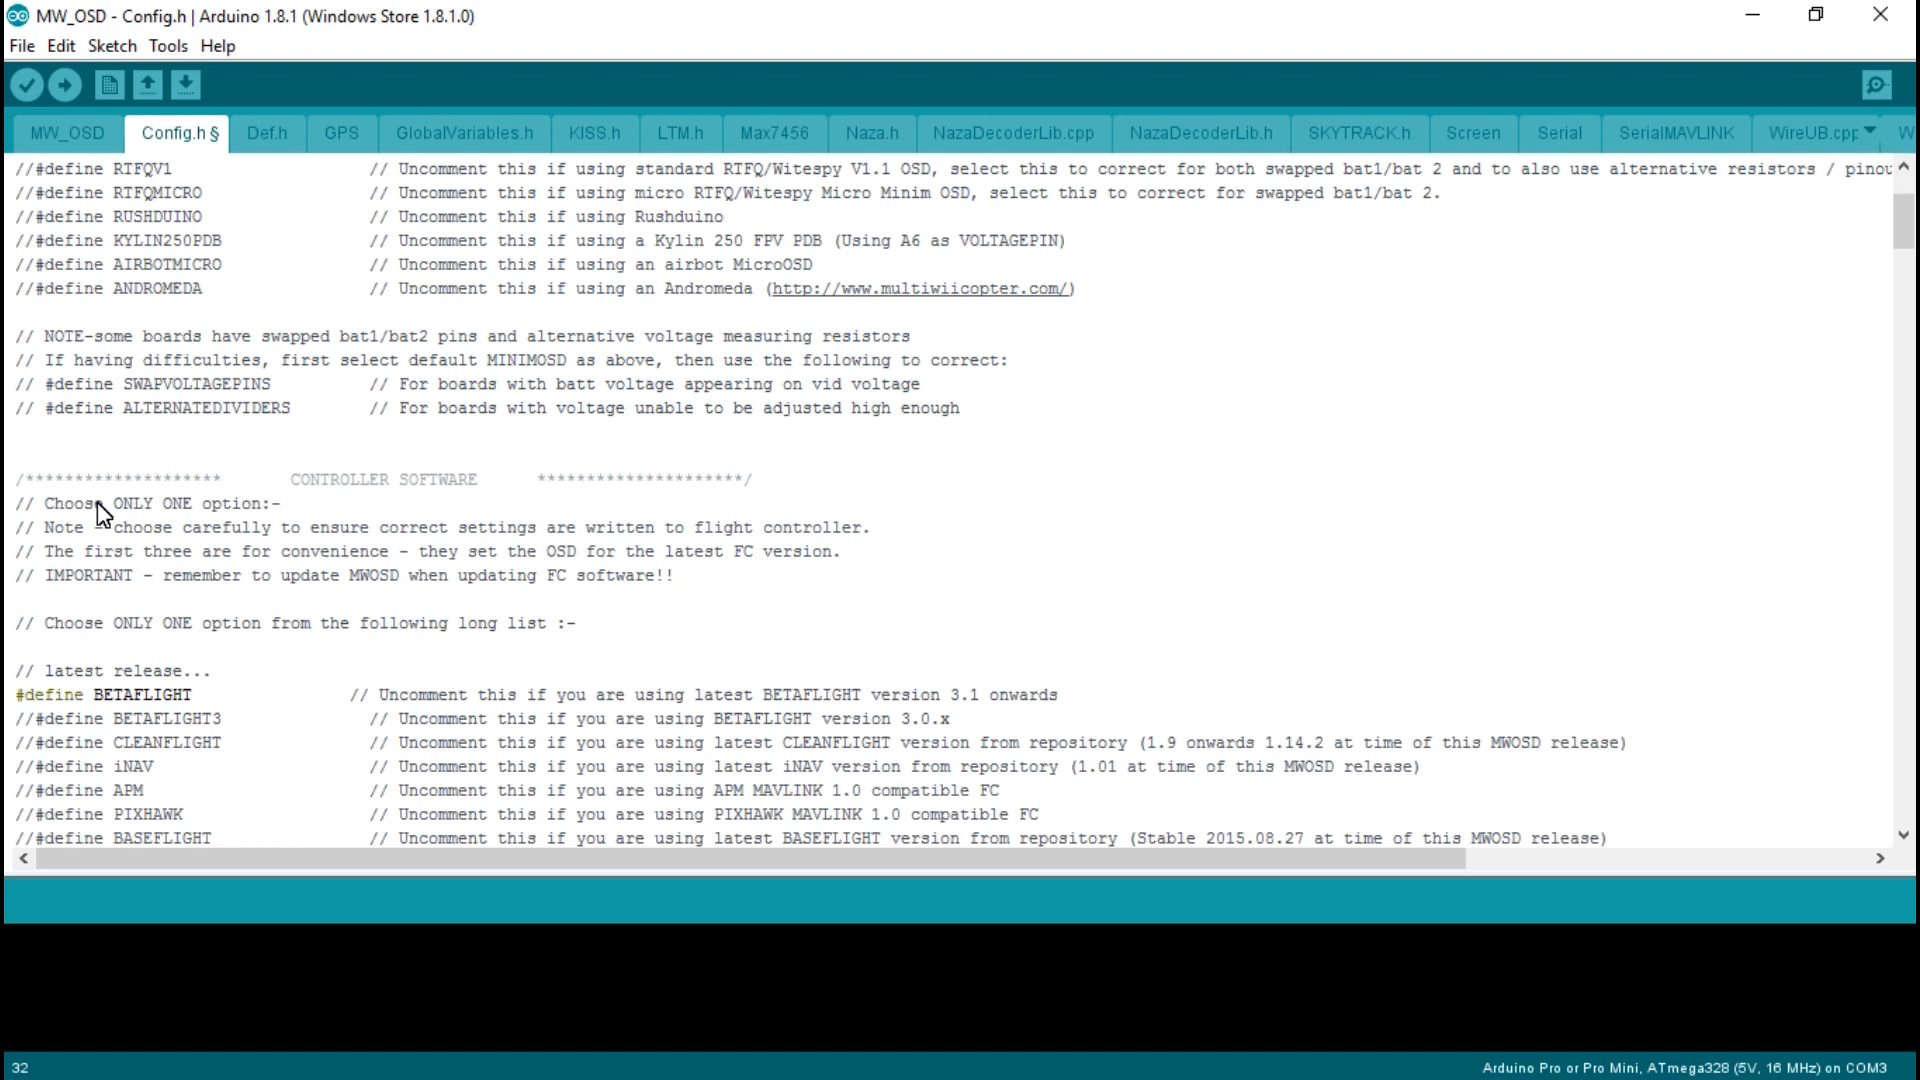 MW_OSD - Config.h | Arduino 1.8.1 (Windows Store 1.8.1.0)
File Edit Sketch Tools Help
MW_OSD Config.h § Def.h GPS GlobalVariables.h KISS.h LTM.h Max7456 Naza.h NazaDecoderLib.cpp NazaDecoderLib.h SKYTRACK.h Screen Serial SerialMAVLINK WireUB.cpp W
//#define RTFQV1 // Uncomment this if using standard RTFQ/Witespy V1.1 OSD, select this to correct for both swapped bat1/bat 2 and to also use alternative resistors / pinou
//#define RTFQMICRO // Uncomment this if using micro RTFQ/Witespy Micro Minim OSD, select this to correct for swapped bat1/bat 2.
//#define RUSHDUINO // Uncomment this if using Rushduino
//#define KYLIN250PDB // Uncomment this if using a Kylin 250 FPV PDB (Using A6 as VOLTAGEPIN)
//#define AIRBOTMICRO // Uncomment this if using an airbot MicroOSD
//#define ANDROMEDA // Uncomment this if using an Andromeda (http://www.multiwiicopter.com/)
// NOTE-some boards have swapped bat1/bat2 pins and alternative voltage measuring resistors
// If having difficulties, first select default MINIMOSD as above, then use the following to correct:
// #define SWAPVOLTAGEPINS // For boards with batt voltage appearing on vid voltage
// #define ALTERNATEDIVIDERS // For boards with voltage unable to be adjusted high enough
/******************** CONTROLLER SOFTWARE *********************/
// Choose ONLY ONE option:-
// Note - choose carefully to ensure correct settings are written to flight controller.
// The first three are for convenience - they set the OSD for the latest FC version.
// IMPORTANT - remember to update MWOSD when updating FC software!!
// Choose ONLY ONE option from the following long list :-
// latest release...
#define BETAFLIGHT // Uncomment this if you are using latest BETAFLIGHT version 3.1 onwards
//#define BETAFLIGHT3 // Uncomment this if you are using BETAFLIGHT version 3.0.x
//#define CLEANFLIGHT // Uncomment this if you are using latest CLEANFLIGHT version from repository (1.9 onwards 1.14.2 at time of this MWOSD release)
//#define iNAV // Uncomment this if you are using latest iNAV version from repository (1.01 at time of this MWOSD release)
//#define APM // Uncomment this if you are using APM MAVLINK 1.0 compatible FC
//#define PIXHAWK // Uncomment this if you are using PIXHAWK MAVLINK 1.0 compatible FC
//#define BASEFLIGHT // Uncomment this if you are using latest BASEFLIGHT version from repository (Stable 2015.08.27 at time of this MWOSD release)
32 Arduino Pro or Pro Mini, ATmega328 (5V, 16 MHz) on COM3